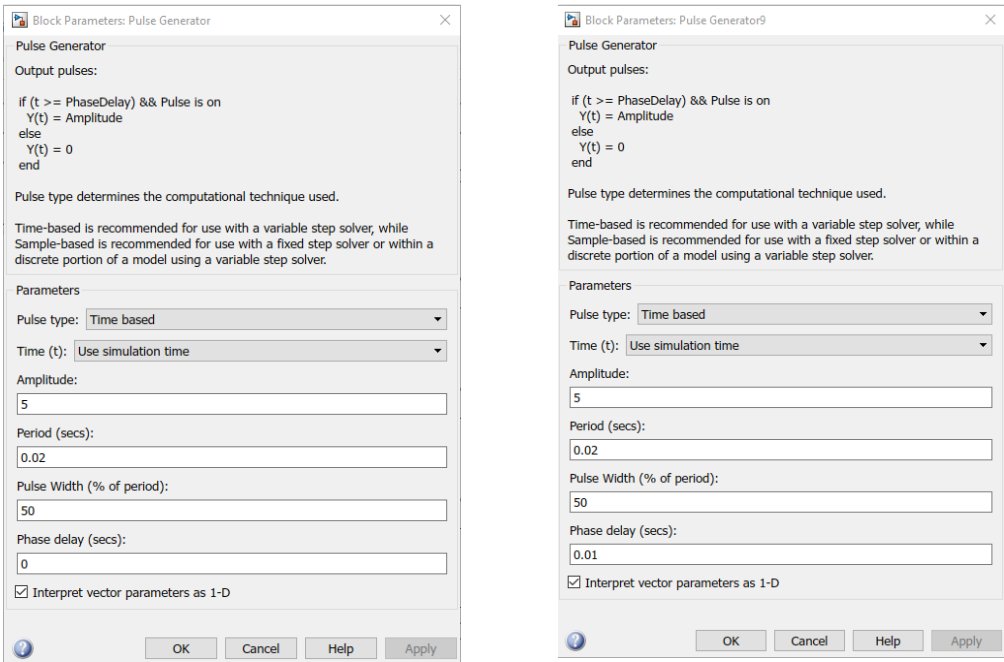 Block Parameters: Pulse Generator
Pulse Generator
Output pulses:
if (t >= PhaseDelay) && Pulse is on
Y(t) = Amplitude
else
Y(t) = 0
end
Pulse type determines the computational technique used.
Time-based is recommended for use with a variable step solver, while
Sample-based is recommended for use with a fixed step solver or within a
discrete portion of a model using a variable step solver.
Parameters
Pulse type: Time based
Time (t): Use simulation time
Amplitude:
5
Period (secs):
0.02
Pulse Width (% of period):
50
Phase delay (secs):
0
Interpret vector parameters as 1-D
OK Cancel Help Apply
Block Parameters: Pulse Generator9
Pulse Generator
Output pulses:
if (t >= PhaseDelay) && Pulse is on
Y(t) = Amplitude
else
Y(t) = 0
end
Pulse type determines the computational technique used.
Time-based is recommended for use with a variable step solver, while
Sample-based is recommended for use with a fixed step solver or within a
discrete portion of a model using a variable step solver.
Parameters
Pulse type: Time based
Time (t): Use simulation time
Amplitude:
5
Period (secs):
0.02
Pulse Width (% of period):
50
Phase delay (secs):
0.01
Interpret vector parameters as 1-D
OK Cancel Help Apply